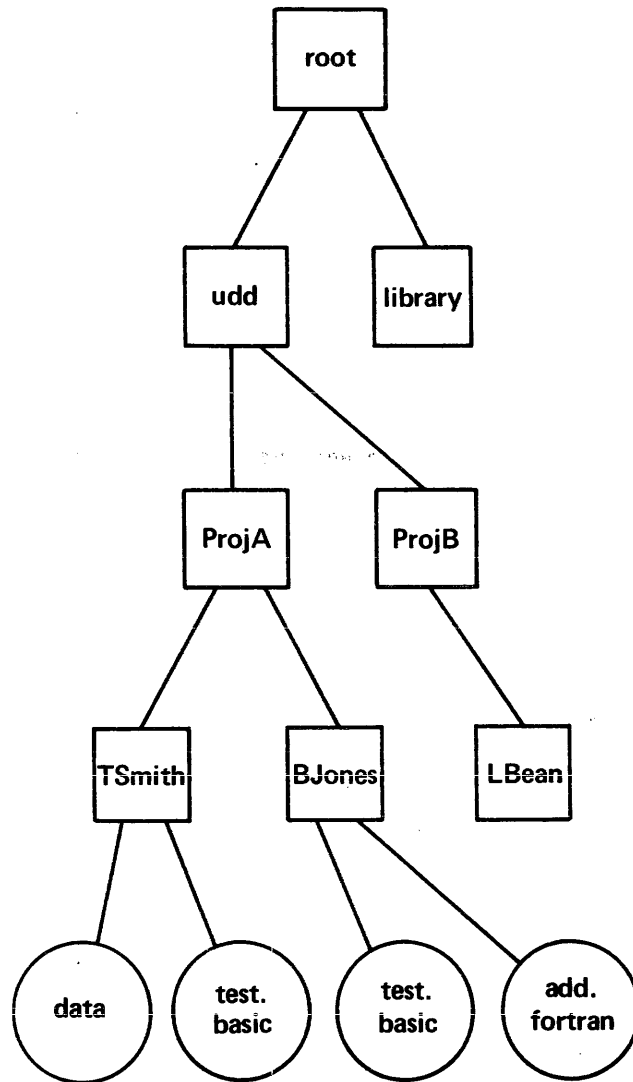 root
udd
library
ProjA
ProjB
TSmith
BJones
LBean
data
test.
basic
test.
basic
add.
fortran